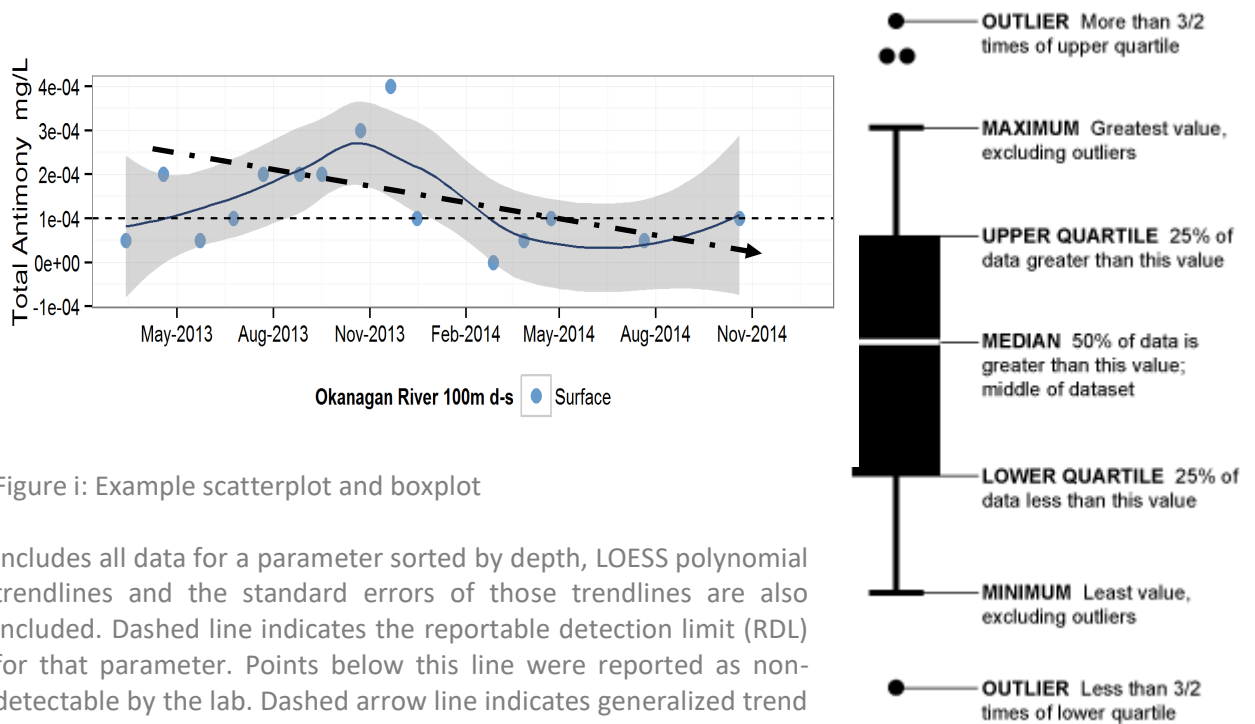 Total Antimony mg/L
4e-04
3e-04
2e-04
1e-04
0e+00
-1e-04
May-2013 Aug-2013 Nov-2013 Feb-2014 May-2014 Aug-2014 Nov-2014
Okanagan River 100m d-s Surface
Figure i: Example scatterplot and boxplot
includes all data for a parameter sorted by depth, LOESS polynomial
trendlines and the standard errors of those trendlines are also
included. Dashed line indicates the reportable detection limit (RDL)
for that parameter. Points below this line were reported as non-
detectable by the lab. Dashed arrow line indicates generalized trend
OUTLIER More than 3/2
times of upper quartile
MAXIMUM Greatest value,
excluding outliers
UPPER QUARTILE 25% of
data greater than this value
MEDIAN 50% of data is
greater than this value;
middle of dataset
LOWER QUARTILE 25% of
data less than this value
MINIMUM Least value,
excluding outliers
OUTLIER Less than 3/2
times of lower quartile